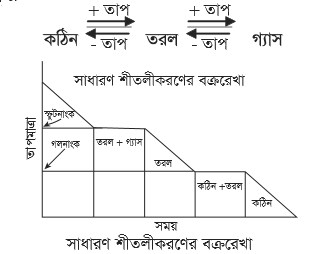 + তাপ + তাপ
কঠিন তরল গ্যাস
- তাপ - তাপ
সাধারণ শীতলীকরণের বক্ররেখা
স্ফুটনাংক
তরল + গ্যাস
গলনাংক
তরল
কঠিন +তরল
কঠিন
তাপমাত্রা
সময়
সাধারণ শীতলীকরণের বক্ররেখা